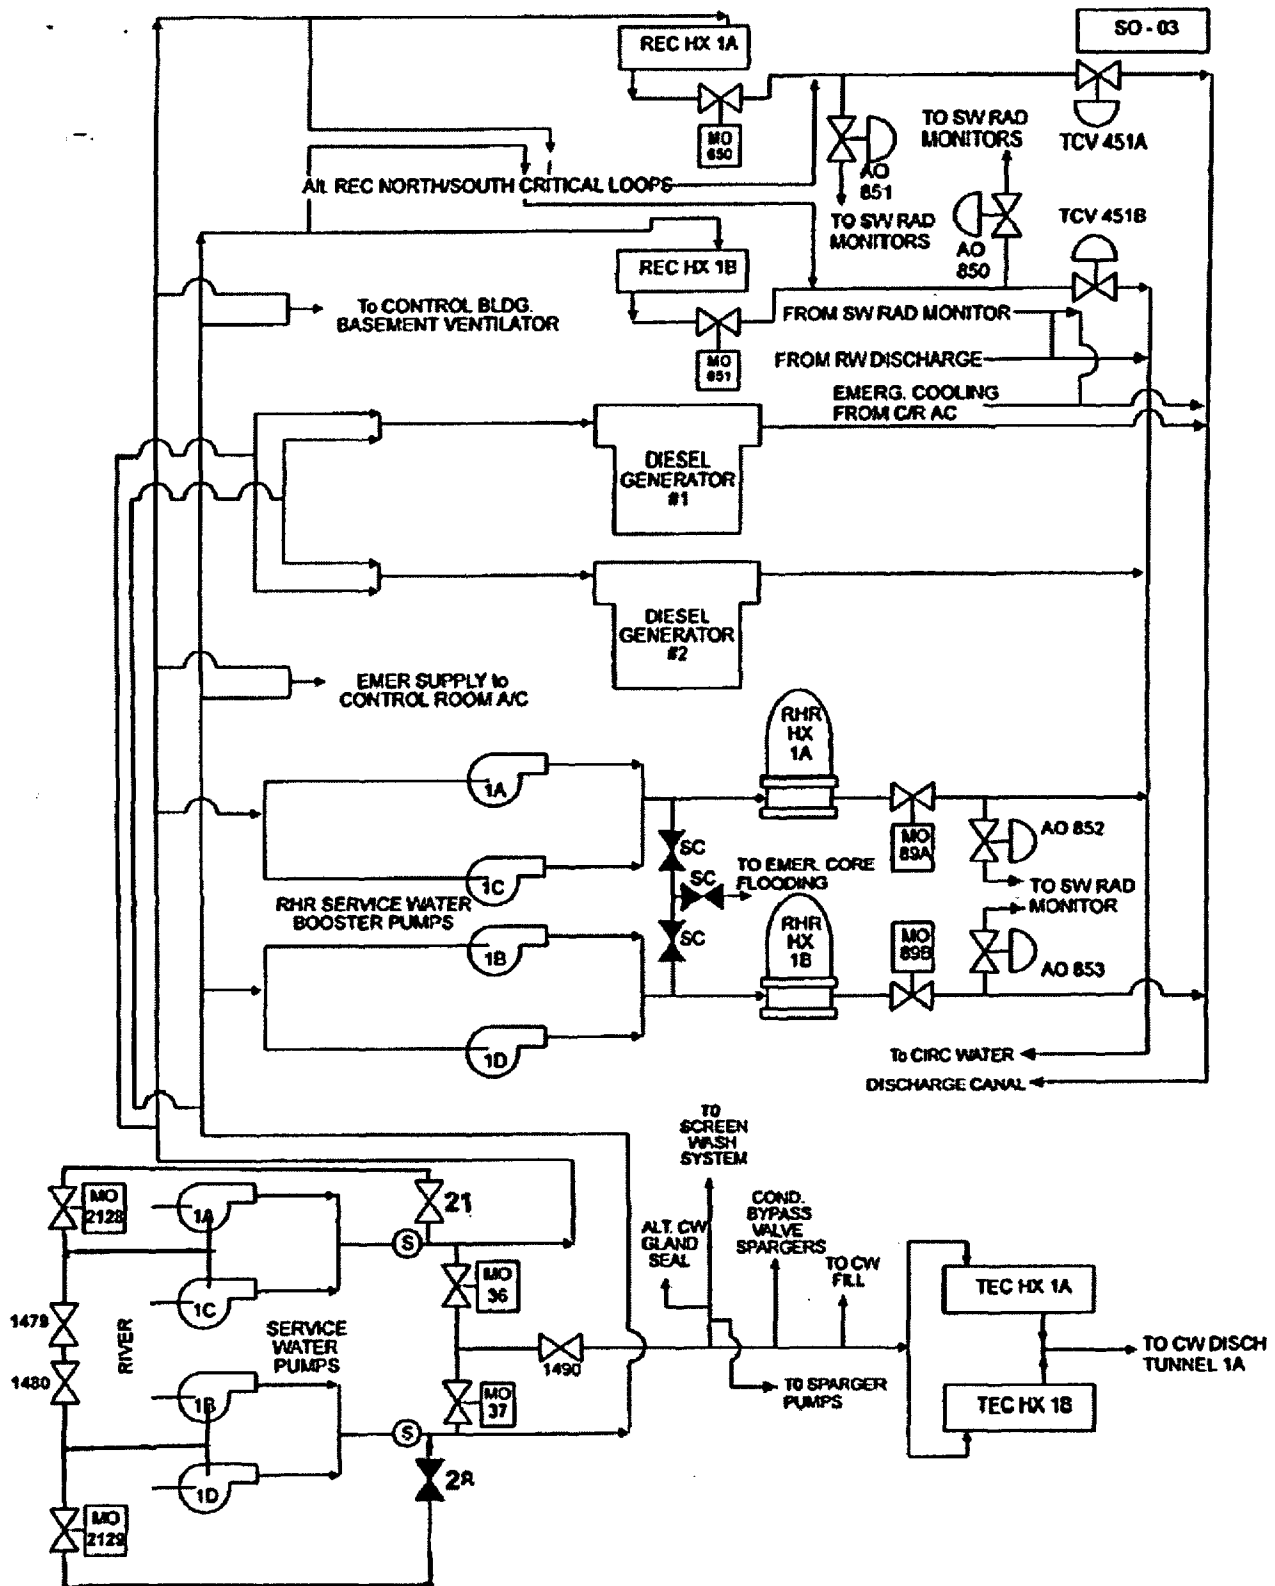 REC HX 1A
SO - 03
MO
650
TO SW RAD
MONITORS
TCV 451A
AO
851
Alt. REC NORTH/SOUTH CRITICAL LOOPS
TO SW RAD
MONITORS
AO
850
TCV 451B
REC HX 1B
To CONTROL BLDG.
BASEMENT VENTILATOR
FROM SW RAD MONITOR
MO
651
FROM RW DISCHARGE
EMERG. COOLING
FROM C/R AC
DIESEL
GENERATOR
#1
DIESEL
GENERATOR
#2
EMER SUPPLY to
CONTROL ROOM A/C
RHR
HX
1A
1A
MO
89A
AO 852
SC
1C
TO EMER. CORE
FLOODING
SC
TO SW RAD
MONITOR
RHR SERVICE WATER
BOOSTER PUMPS
SC
1B
RHR
HX
1B
MO
89B
AO 853
1D
To CIRC WATER
DISCHARGE CANAL
TO
SCREEN
WASH
SYSTEM
MO
2128
1A
21
S
ALT. CW
GLAND
SEAL
COND.
BYPASS
VALVE
SPARGERS
TO CW
FILL
MO
36
1C
TEC HX 1A
1479
RIVER
SERVICE
WATER
PUMPS
1480
1490
TO CW DISCH
TUNNEL 1A
TO SPARGER
PUMPS
1B
MO
37
TEC HX 1B
S
28
1D
MO
2129